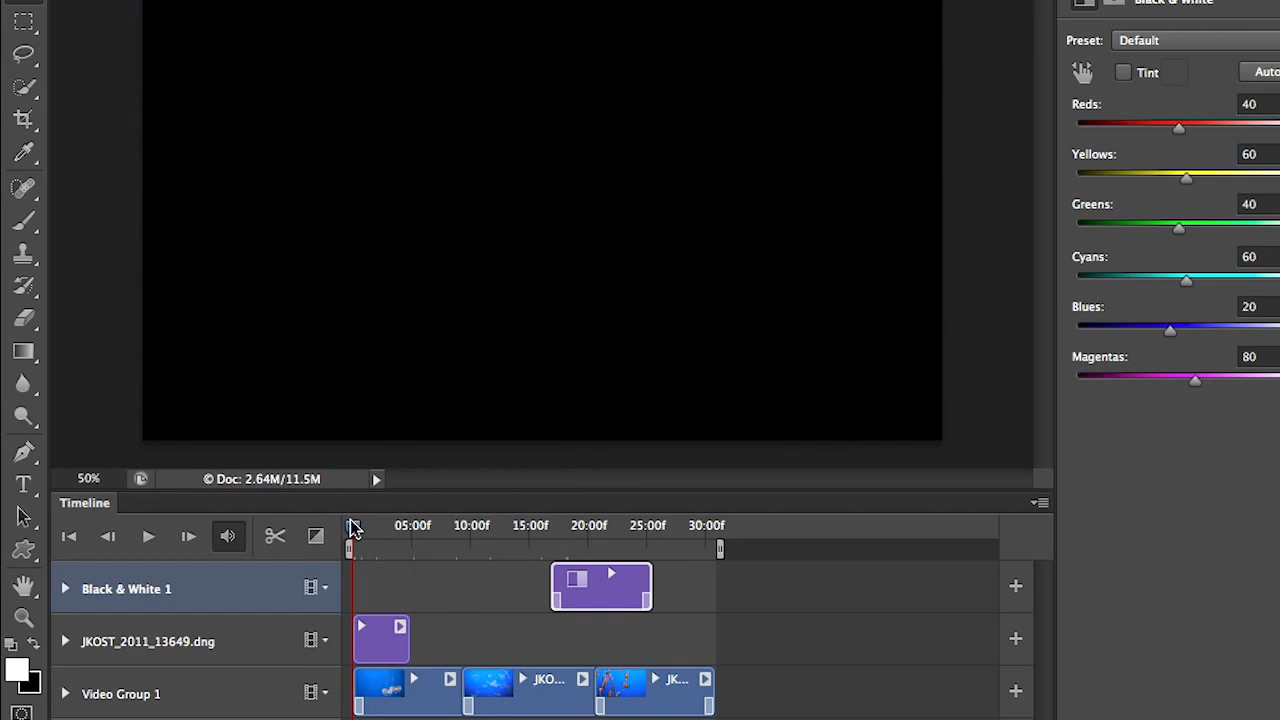 Black & White
Preset: Default
Tint Auto
Reds: 40
Yellows: 60
Greens: 40
Cyans: 60
Blues: 20
Magentas: 80
50% © Doc: 2.64M/11.5M
Timeline
05:00f 10:00f 15:00f 20:00f 25:00f 30:00f
Black & White 1
JKOST_2011_13649.dng
Video Group 1 JKO... JK...